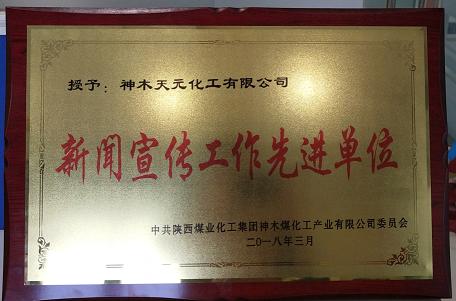 授予：神木天元化工有限公司
新闻宣传工作先进单位
中共陕西煤业化工集团神木煤化工产业有限公司委员会
二〇一八年三月